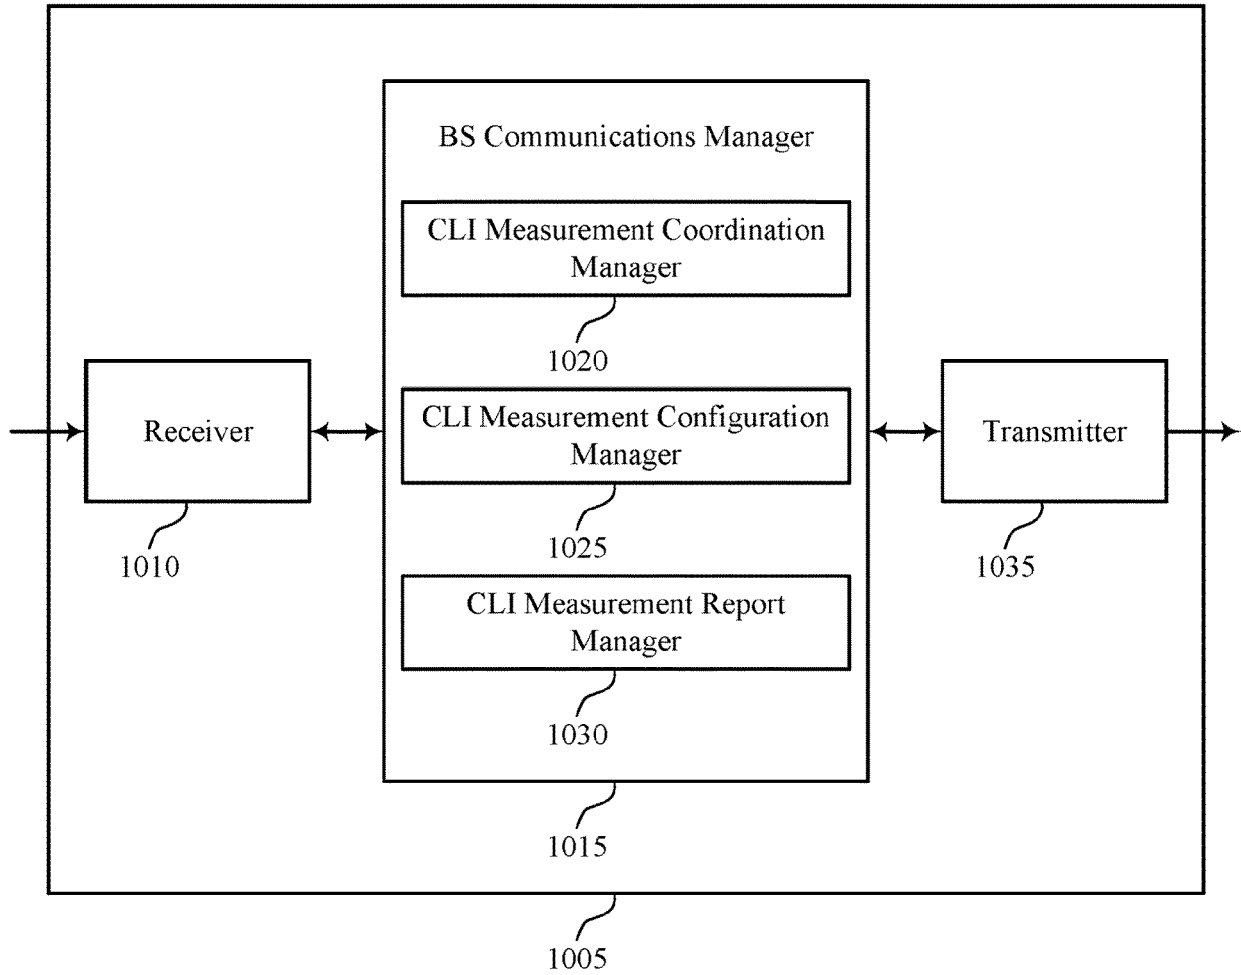 BS Communications Manager
CLI Measurement Coordination
Manager
1020
Receiver
1010
CLI Measurement Configuration
Manager
1025
Transmitter
1035
CLI Measurement Report
Manager
1030
1015
1005